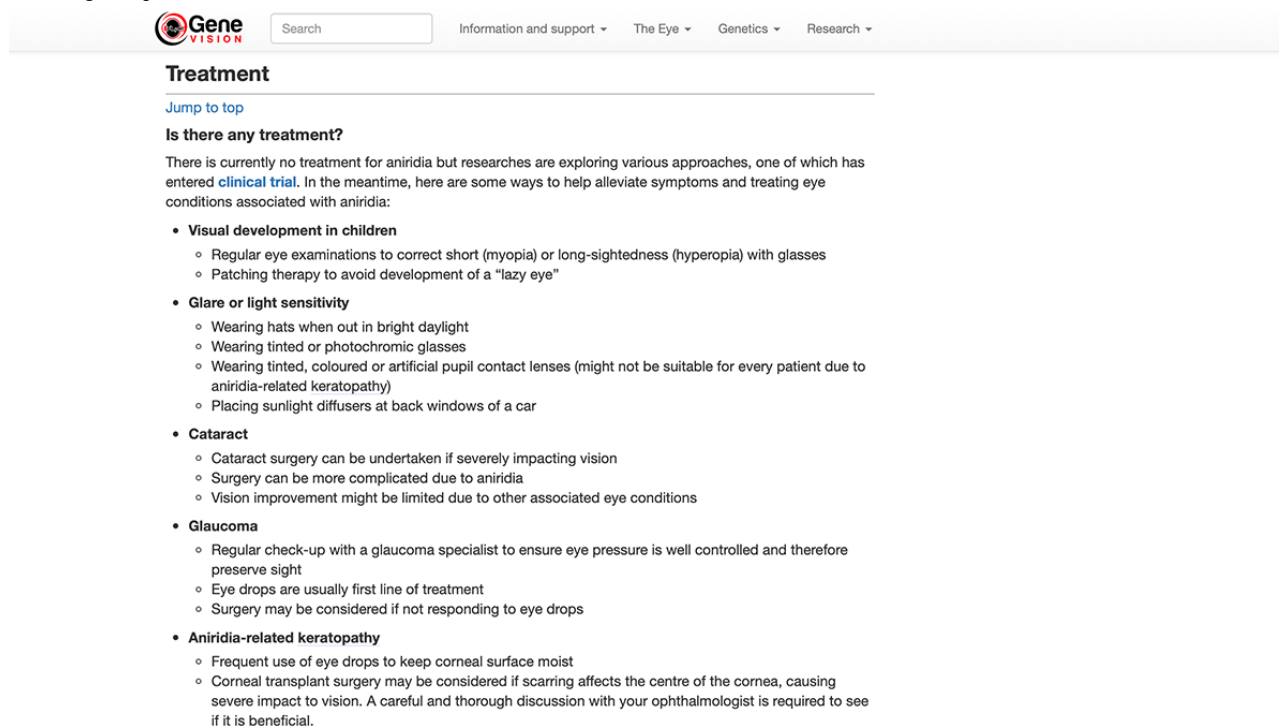 Gene
VISION
Search
Information and support
The Eye
Genetics
Research
Treatment
Jump to top
Is there any treatment?
There is currently no treatment for aniridia but researches are exploring various approaches, one of which has
entered clinical trial. In the meantime, here are some ways to help alleviate symptoms and treating eye
conditions associated with aniridia:
• Visual development in children
◦ Regular eye examinations to correct short (myopia) or long-sightedness (hyperopia) with glasses
◦ Patching therapy to avoid development of a “lazy eye”
• Glare or light sensitivity
◦ Wearing hats when out in bright daylight
◦ Wearing tinted or photochromic glasses
◦ Wearing tinted, coloured or artificial pupil contact lenses (might not be suitable for every patient due to
aniridia-related keratopathy)
◦ Placing sunlight diffusers at back windows of a car
• Cataract
◦ Cataract surgery can be undertaken if severely impacting vision
◦ Surgery can be more complicated due to aniridia
◦ Vision improvement might be limited due to other associated eye conditions
• Glaucoma
◦ Regular check-up with a glaucoma specialist to ensure eye pressure is well controlled and therefore
preserve sight
◦ Eye drops are usually first line of treatment
◦ Surgery may be considered if not responding to eye drops
• Aniridia-related keratopathy
◦ Frequent use of eye drops to keep corneal surface moist
◦ Corneal transplant surgery may be considered if scarring affects the centre of the cornea, causing
severe impact to vision. A careful and thorough discussion with your ophthalmologist is required to see
if it is beneficial.